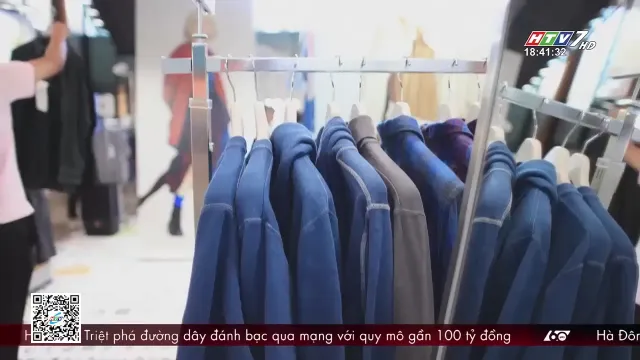 HTV7 HD
18:41:32
H Triệt phá đường dây đánh bạc qua mạng với quy mô gần 100 tỷ đồng Hà Đô